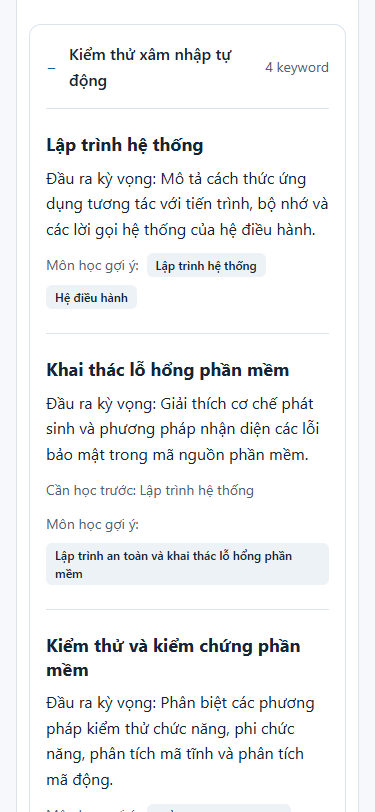 – Kiểm thử xâm nhập tự động 4 keyword
Lập trình hệ thống
Đầu ra kỳ vọng: Mô tả cách thức ứng
dụng tương tác với tiến trình, bộ nhớ và
các lời gọi hệ thống của hệ điều hành.
Môn học gợi ý: Lập trình hệ thống
Hệ điều hành
Khai thác lỗ hổng phần mềm
Đầu ra kỳ vọng: Giải thích cơ chế phát
sinh và phương pháp nhận diện các lỗi
bảo mật trong mã nguồn phần mềm.
Cần học trước: Lập trình hệ thống
Môn học gợi ý:
Lập trình an toàn và khai thác lỗ hổng phần
mềm
Kiểm thử và kiểm chứng phần
mềm
Đầu ra kỳ vọng: Phân biệt các phương
pháp kiểm thử chức năng, phi chức
năng, phân tích mã tĩnh và phân tích
mã động.